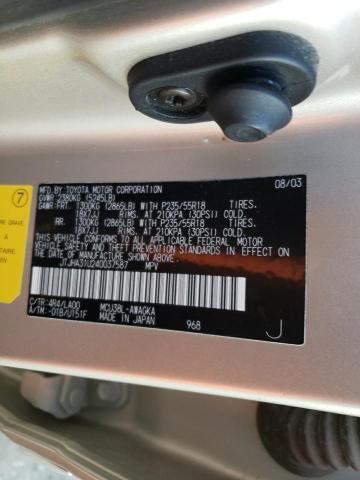 7
MFD. BY TOYOTA MOTOR CORPORATION 08/03
GVWR 2380KG (5245LB)
GAWR FRT. 1300KG (2865LB) WITH P235/55R18
18X7JJ RIMS, AT 210KPA (30PSI) COLD.
RR. 1300KG (2865LB) WITH P235/55R18
18X7JJ RIMS, AT 210KPA (30PSI) COLD.
THIS VEHICLE CONFORMS TO ALL APPLICABLE FEDERAL MOTOR
VEHICLE SAFETY AND THEFT PREVENTION STANDARDS IN EFFECT
ON THE DATE OF MANUFACTURE SHOWN ABOVE.
JTJHA31U240037587 MPV
C/TR: 4R4/LA00 MCU38L-AWAGKA
A/TM: -01B/U151F MADE IN JAPAN 968 J
GRAVE.
A
TAIRE